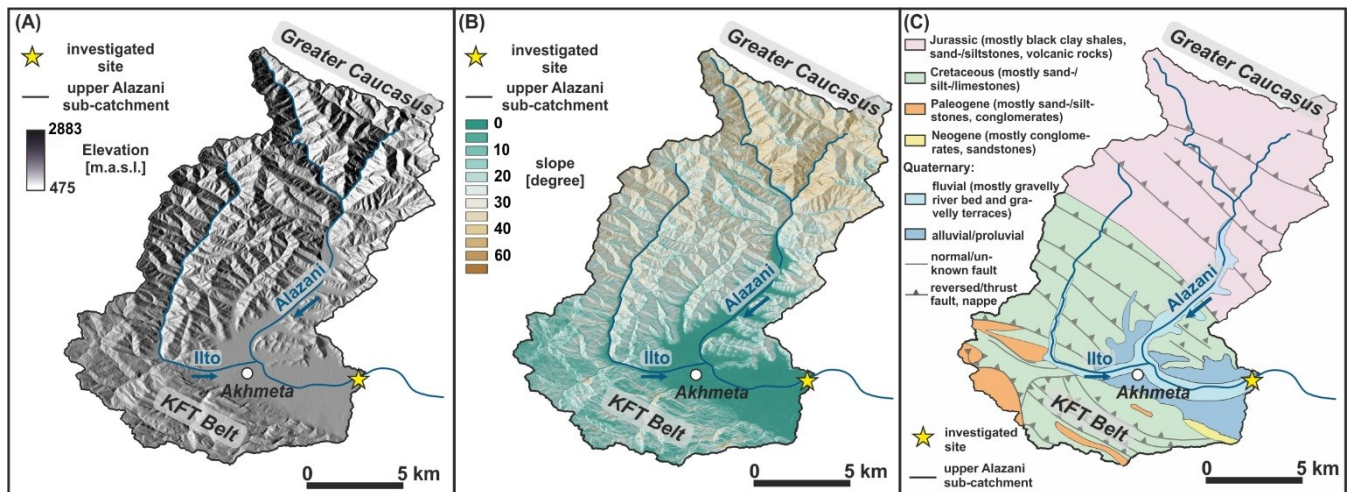 (A)
investigated
site
upper Alazani
sub-catchment
2883
Elevation
[m.a.s.l.]
475
Greater Caucasus
Alazani
Ilto
Akhmeta
KFT Belt
0 5 km
(B)
investigated
site
upper Alazani
sub-catchment
0
10
20
30
40
60
slope
[degree]
Greater Caucasus
Alazani
Ilto
Akhmeta
KFT Belt
0 5 km
(C)
Jurassic (mostly black clay shales,
sand-/siltstones, volcanic rocks)
Cretaceous (mostly sand-/
silt-/limestones)
Paleogene (mostly sand-/silt-
stones, conglomerates)
Neogene (mostly conglome-
rates, sandstones)
Quaternary:
fluvial (mostly gravelly
river bed and gra-
velly terraces)
alluvial/proluvial
normal/un-
known fault
reversed/thrust
fault, nappe
Greater Caucasus
Alazani
Ilto
Akhmeta
KFT Belt
investigated
site
upper Alazani
sub-catchment
0 5 km